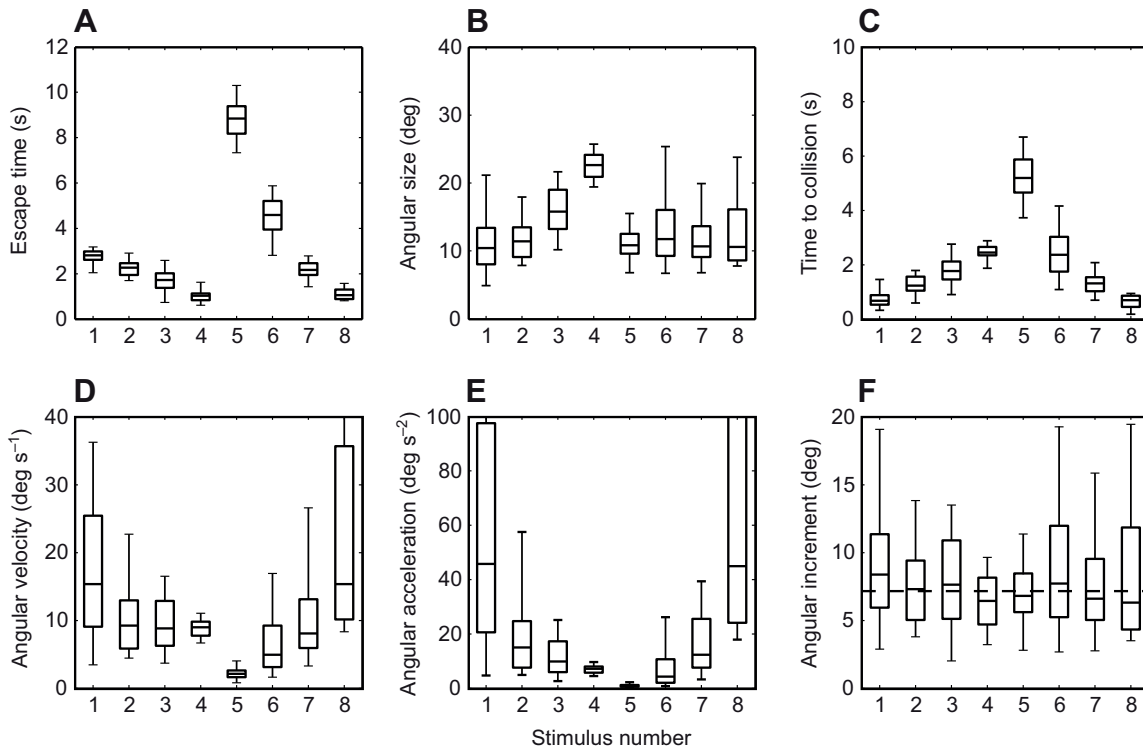 A
B
C
Escape time (s)
12
10
8
6
4
2
0
1 2 3 4 5 6 7 8
Angular size (deg)
40
30
20
10
0
1 2 3 4 5 6 7 8
Time to collision (s)
10
8
6
4
2
0
1 2 3 4 5 6 7 8
D
E
F
Angular velocity (deg s–1)
40
30
20
10
0
1 2 3 4 5 6 7 8
Angular acceleration (deg s–2)
100
80
60
40
20
0
1 2 3 4 5 6 7 8
Angular increment (deg)
20
15
10
5
0
1 2 3 4 5 6 7 8
Stimulus number